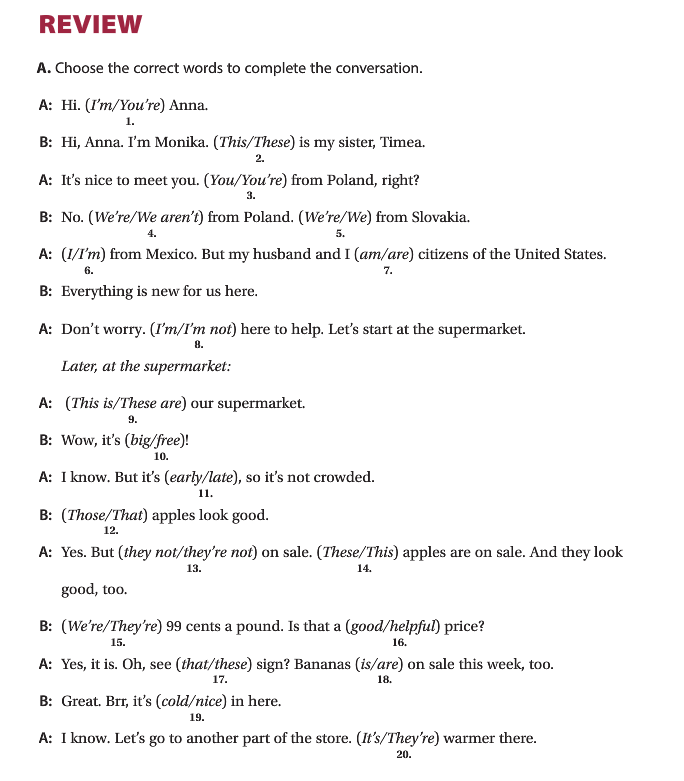 REVIEW
A. Choose the correct words to complete the conversation.
A: Hi. (I'm/You're) Anna.
1.
B: Hi, Anna. I'm Monika. (This/These) is my sister, Timea.
2.
A: It's nice to meet you. (You/You're) from Poland, right?
3.
B: No. (We're/We aren't) from Poland. (We're/We) from Slovakia.
4. 5.
A: (I/I'm) from Mexico. But my husband and I (am/are) citizens of the United States.
6. 7.
B: Everything is new for us here.
A: Don't worry. (I'm/I'm not) here to help. Let's start at the supermarket.
8.
Later, at the supermarket:
A: (This is/These are) our supermarket.
9.
B: Wow, it's (big/free)!
10.
A: I know. But it's (early/late), so it's not crowded.
11.
B: (Those/That) apples look good.
12.
A: Yes. But (they not/they're not) on sale. (These/This) apples are on sale. And they look
13. 14.
good, too.
B: (We're/They're) 99 cents a pound. Is that a (good/helpful) price?
15. 16.
A: Yes, it is. Oh, see (that/these) sign? Bananas (is/are) on sale this week, too.
17. 18.
B: Great. Brr, it's (cold/nice) in here.
19.
A: I know. Let's go to another part of the store. (It's/They're) warmer there.
20.